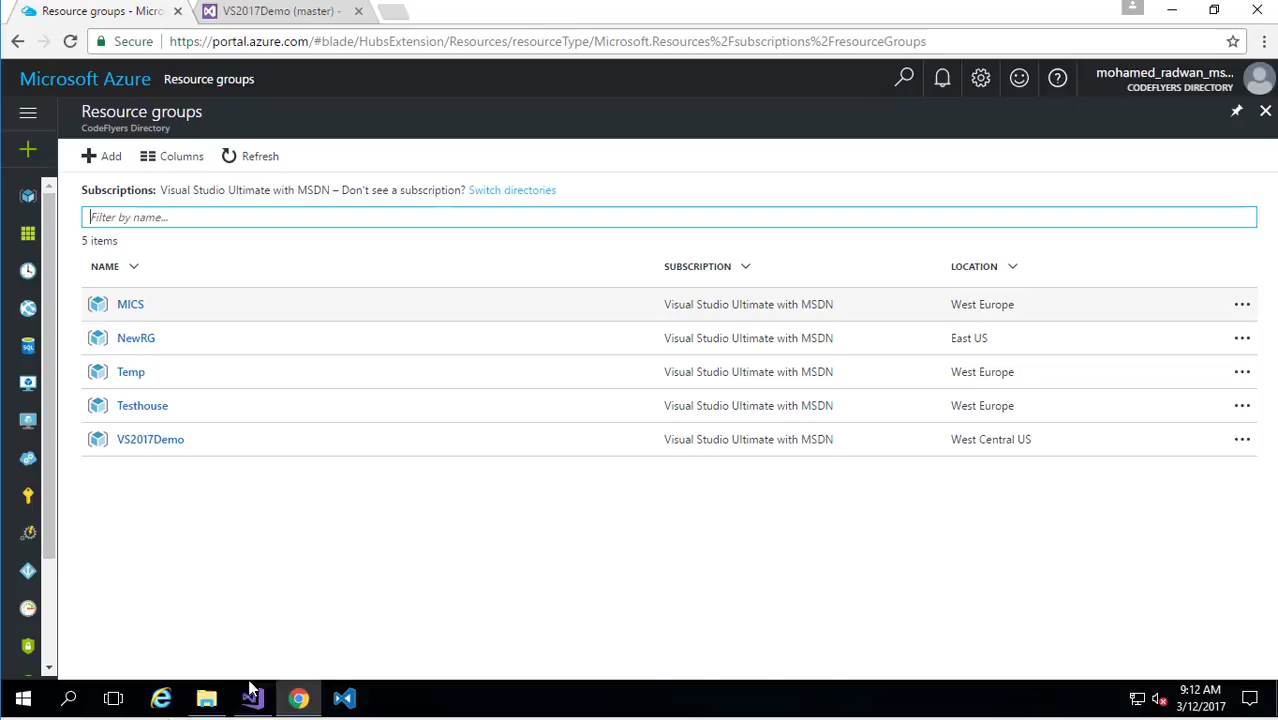 Resource groups - Micro
VS2017Demo (master) -
Secure https://portal.azure.com/#blade/HubsExtension/Resources/resourceType/Microsoft.Resources%2Fsubscriptions%2FresourceGroups
Microsoft Azure Resource groups
mohamed_radwan_ms...
CODEFLYERS DIRECTORY
Resource groups
CodeFlyers Directory
Add Columns Refresh
Subscriptions: Visual Studio Ultimate with MSDN – Don't see a subscription? Switch directories
Filter by name...
5 items
NAME SUBSCRIPTION LOCATION
MICS Visual Studio Ultimate with MSDN West Europe
NewRG Visual Studio Ultimate with MSDN East US
Temp Visual Studio Ultimate with MSDN West Europe
Testhouse Visual Studio Ultimate with MSDN West Europe
VS2017Demo Visual Studio Ultimate with MSDN West Central US
SQL
9:12 AM
3/12/2017